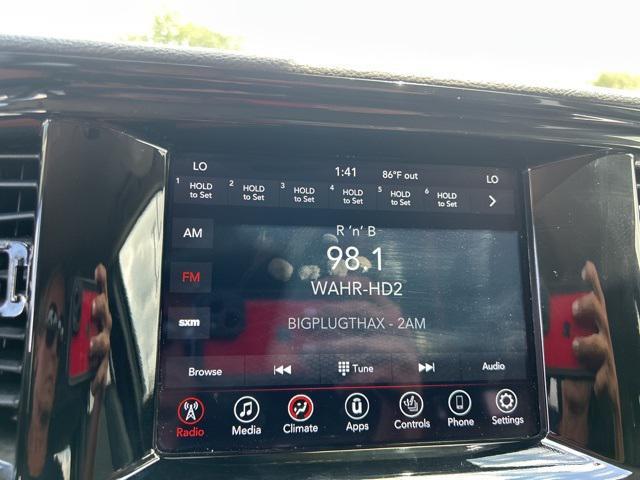 LO 1:41 86°F out LO
1 HOLD to Set 2 HOLD to Set 3 HOLD to Set 4 HOLD to Set 5 HOLD to Set 6 HOLD to Set
R 'n' B
AM
98.1
FM
WAHR-HD2
sxm
BIGPLUGTHAX - 2AM
Browse Tune Audio
Radio Media Climate Apps Controls Phone Settings